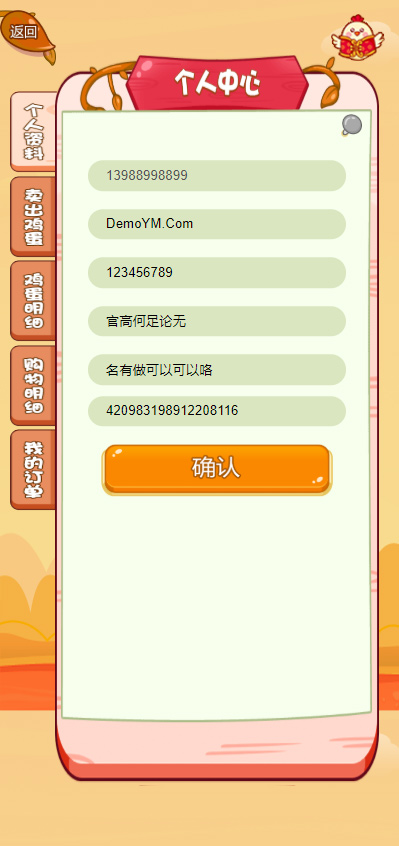 返回
个人中心
个人资料
卖出鸡蛋
鸡蛋明细
购物明细
我的订单
13988998899
DemoYM.Com
123456789
官高何足论无
名有做可以可以咯
420983198912208116
确认